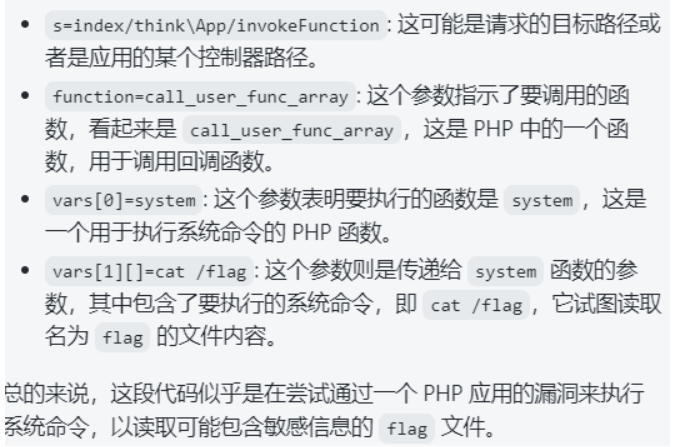 s=index/think\App/invokeFunction: 这可能是请求的目标路径或
者是应用的某个控制器路径。
function=call_user_func_array: 这个参数指示了要调用的函
数，看起来是 call_user_func_array，这是 PHP 中的一个函
数，用于调用回调函数。
vars[0]=system: 这个参数表明要执行的函数是 system，这是
一个用于执行系统命令的 PHP 函数。
vars[1][]=cat /flag: 这个参数则是传递给 system 函数的参
数，其中包含了要执行的系统命令，即 cat /flag，它试图读取
名为 flag 的文件内容。
总的来说，这段代码似乎是在尝试通过一个 PHP 应用的漏洞来执行
系统命令，以读取可能包含敏感信息的 flag 文件。